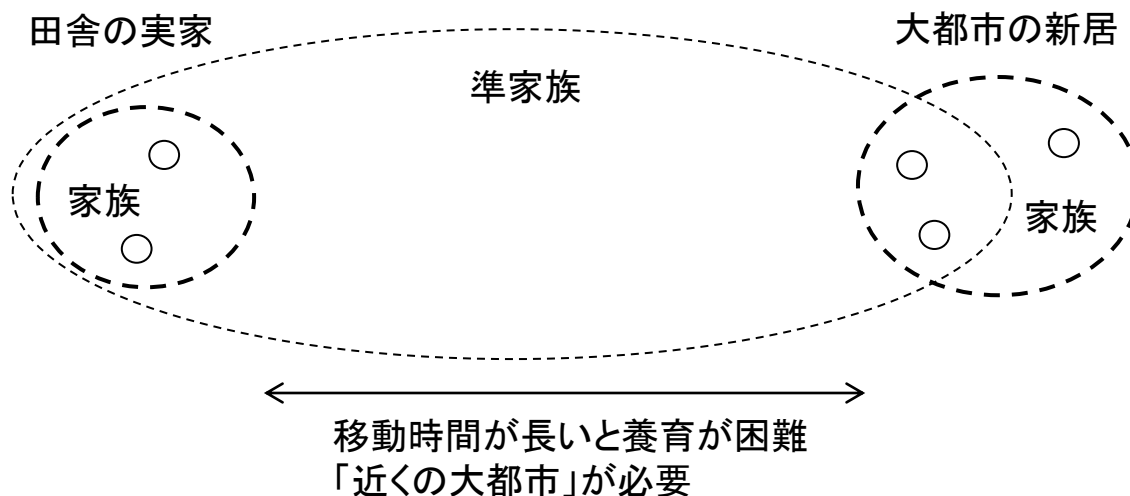 田舎の実家
大都市の新居
準家族
家族
家族
移動時間が長いと養育が困難
「近くの大都市」が必要